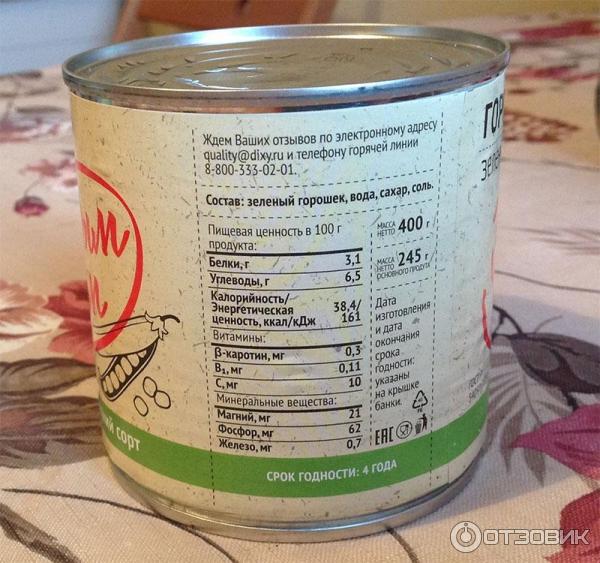 Ждем Ваших отзывов по электронному адресу
quality@dixy.ru и телефону горячей линии
8-800-333-02-01.
Состав: зеленый горошек, вода, сахар, соль.
Пищевая ценность в 100 г
продукта:
Белки, г 3,1
Углеводы, г 6,5
Калорийность/
Энергетическая
ценность, ккал/кДж 38,4/
161
Витамины:
β-каротин, мг 0,3
В₁, мг 0,11
С, мг 10
Минеральные вещества:
Магний, мг 21
Фосфор, мг 62
Железо, мг 0,7
МАССА
НЕТТО 400 г
МАССА
НЕТТО 245 г
ОСНОВНОГО ПРОДУКТА
Дата
изготовления
и дата
окончания
срока
годности:
указаны
на крышке
банки.
EAC
СРОК ГОДНОСТИ: 4 ГОДА
сорт
ГОР
зеле
ОТЗОВИК